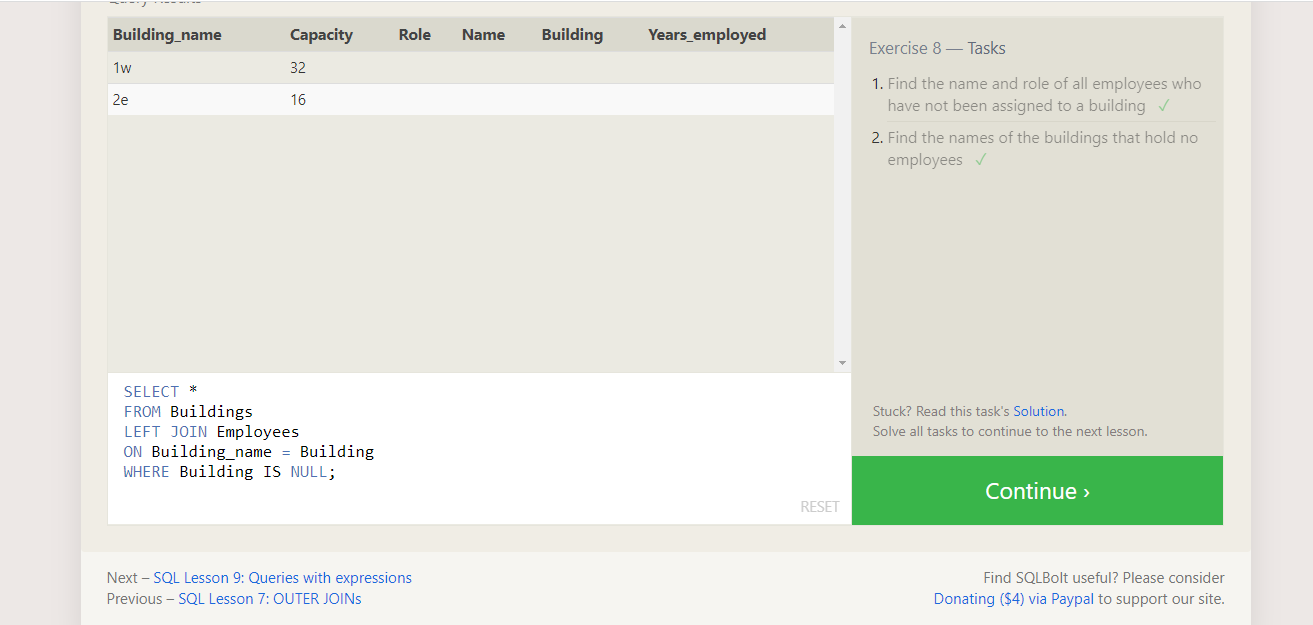 Query Results
Building_name Capacity Role Name Building Years_employed
1w 32
2e 16
SELECT *
FROM Buildings
LEFT JOIN Employees
ON Building_name = Building
WHERE Building IS NULL;
RESET
Exercise 8 — Tasks
1. Find the name and role of all employees who
have not been assigned to a building ✓
2. Find the names of the buildings that hold no
employees ✓
Stuck? Read this task's Solution.
Solve all tasks to continue to the next lesson.
Continue ›
Next – SQL Lesson 9: Queries with expressions
Previous – SQL Lesson 7: OUTER JOINs
Find SQLBolt useful? Please consider
Donating ($4) via Paypal to support our site.